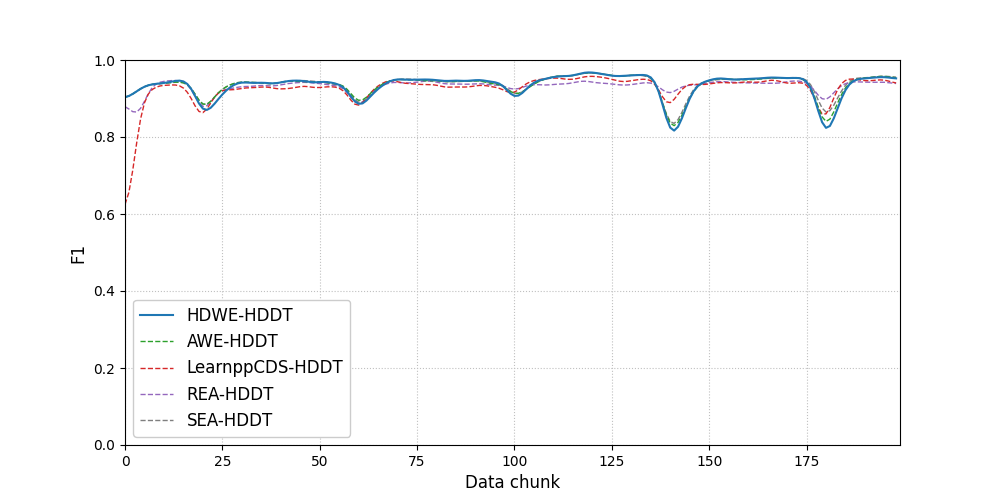 1.0
0.8
0.6
0.4
0.2
0.0
F1
HDWE-HDDT
AWE-HDDT
LearnppCDS-HDDT
REA-HDDT
SEA-HDDT
0 25 50 75 100 125 150 175
Data chunk